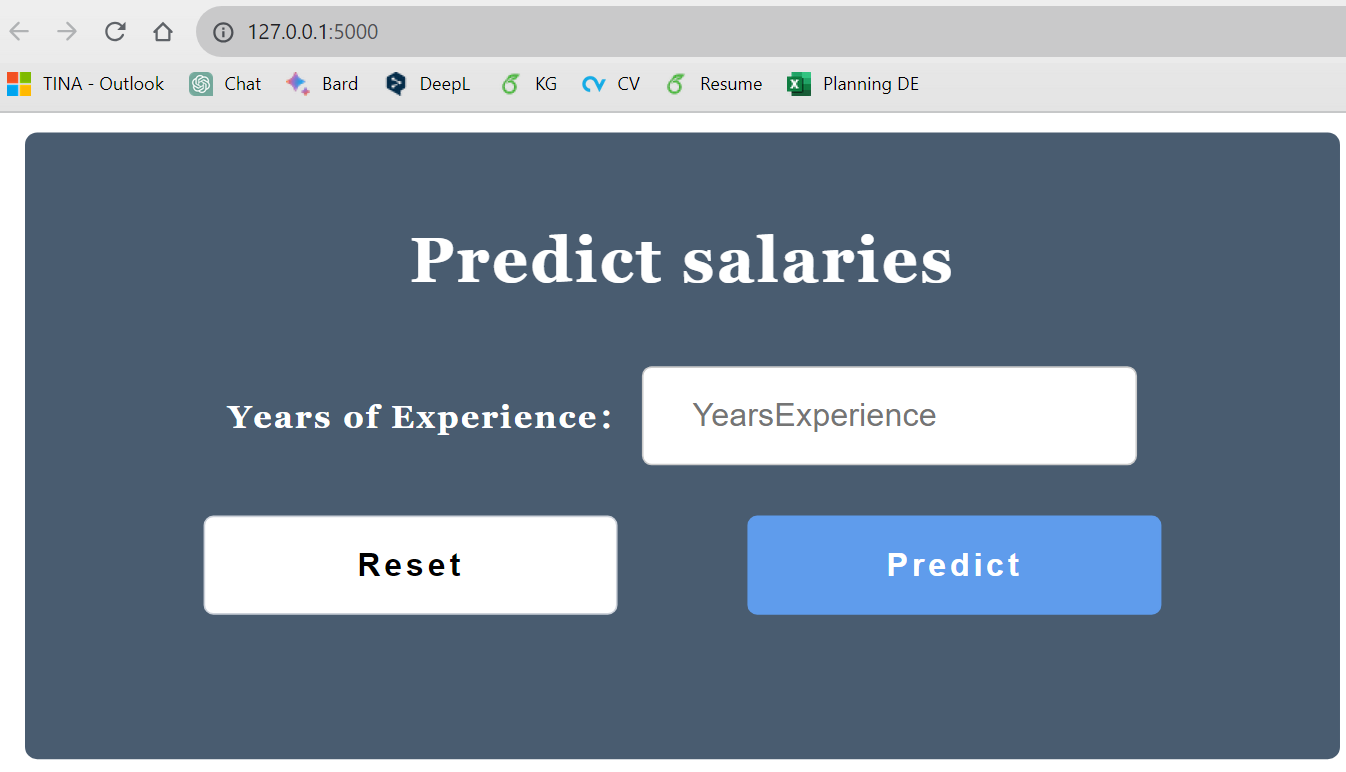 127.0.0.1:5000
TINA - Outlook Chat Bard DeepL KG CV Resume Planning DE
Predict salaries
Years of Experience: YearsExperience
Reset Predict